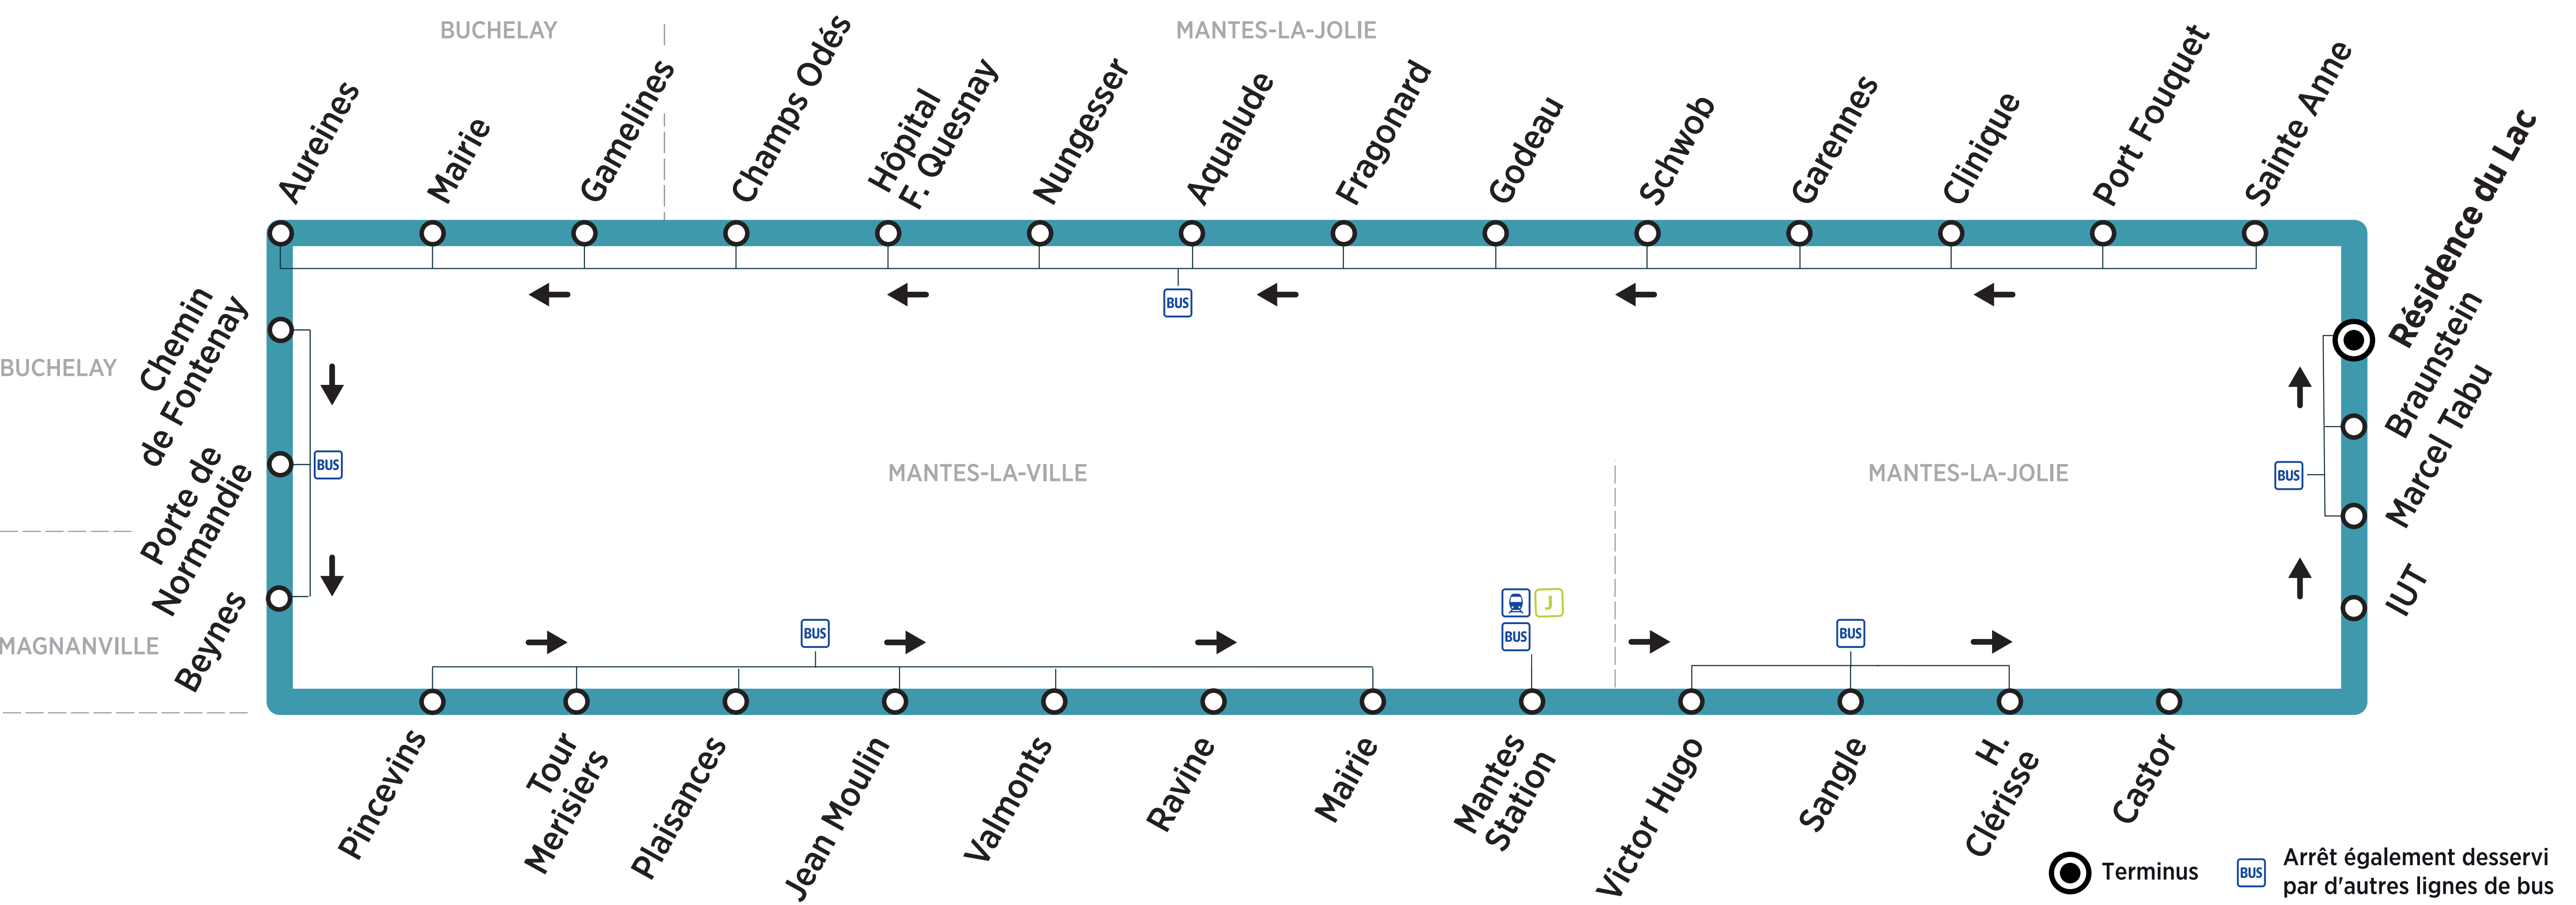 BUCHELAY
MANTES-LA-JOLIE
Aureines
Mairie
Gamelines
Champs Odés
Hôpital
F. Quesnay
Nungesser
Aqualude
Fragonard
Godeau
Schwob
Garennes
Clinique
Port Fouquet
Sainte Anne
Résidence du Lac
Braunstein
Marcel Tabu
IUT
BUS
Chemin
de Fontenay
BUCHELAY
Porte de
Normandie
BUS
Beynes
MAGNANVILLE
MANTES-LA-VILLE
MANTES-LA-JOLIE
BUS
BUS
J
BUS
BUS
Pincevins
Tour
Merisiers
Plaisances
Jean Moulin
Valmonts
Ravine
Mairie
Mantes
Station
Victor Hugo
Sangle
H.
Clérisse
Castor
Terminus
BUS
Arrêt également desservi
par d'autres lignes de bus